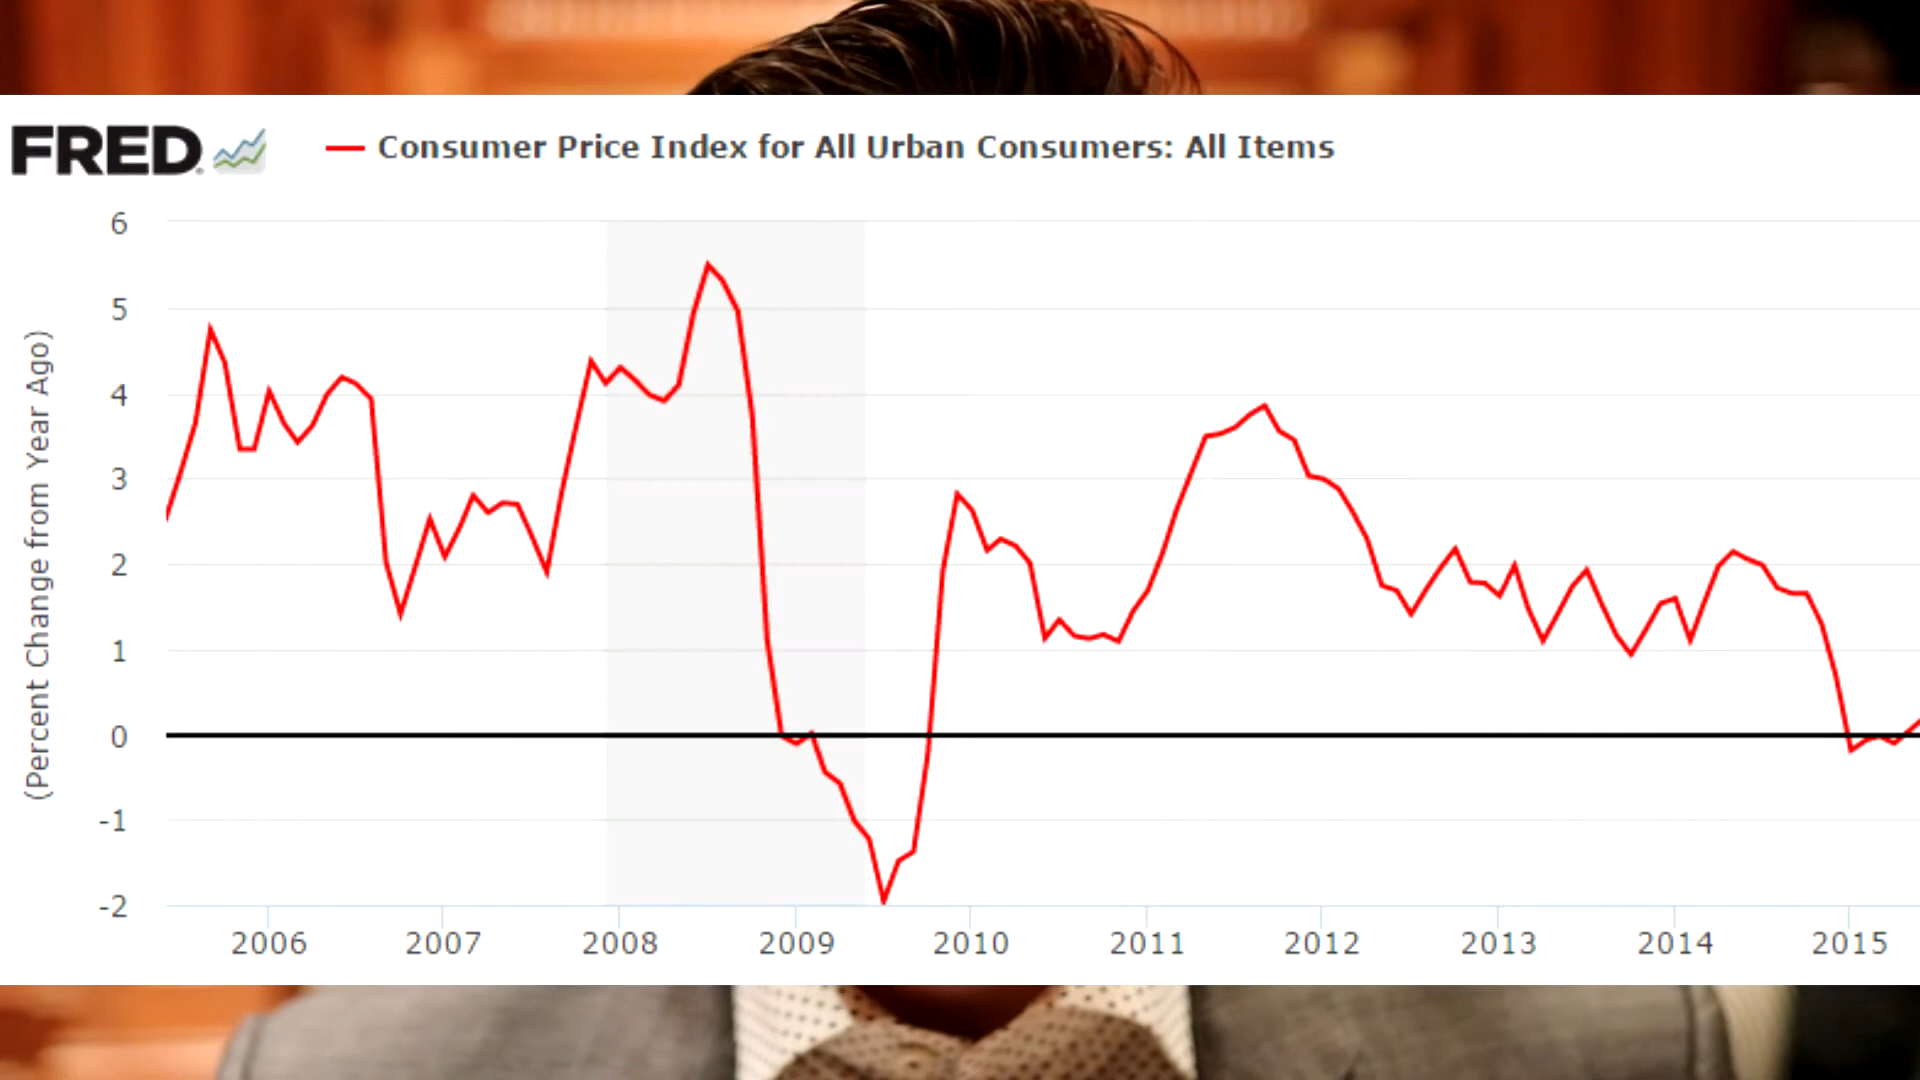 FRED
Consumer Price Index for All Urban Consumers: All Items
(Percent Change from Year Ago)
6
5
4
3
2
1
0
-1
-2
2006 2007 2008 2009 2010 2011 2012 2013 2014 2015